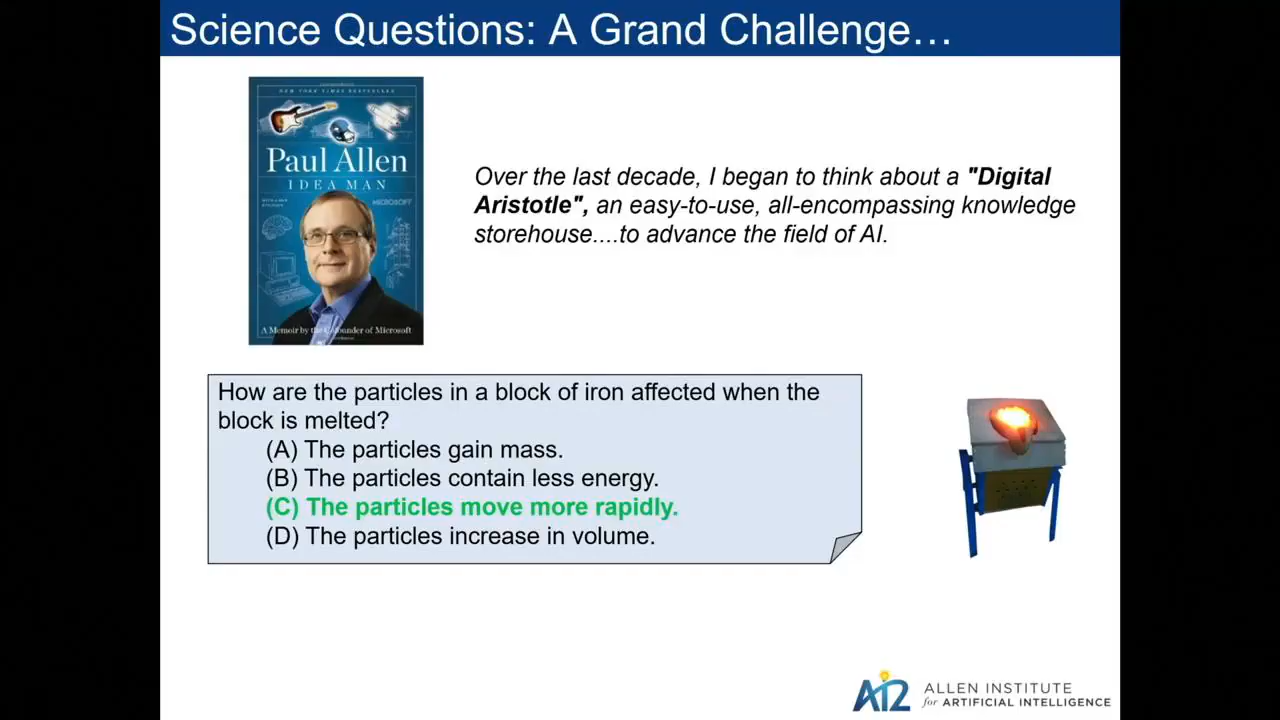 Science Questions: A Grand Challenge…
NEW YORK TIMES BESTSELLER
Paul Allen
IDEA MAN
MICROSOFT
A Memoir by the Cofounder of Microsoft
Over the last decade, I began to think about a "Digital
Aristotle", an easy-to-use, all-encompassing knowledge
storehouse....to advance the field of AI.
How are the particles in a block of iron affected when the
block is melted?
(A) The particles gain mass.
(B) The particles contain less energy.
(C) The particles move more rapidly.
(D) The particles increase in volume.
AI2
ALLEN INSTITUTE
for ARTIFICIAL INTELLIGENCE